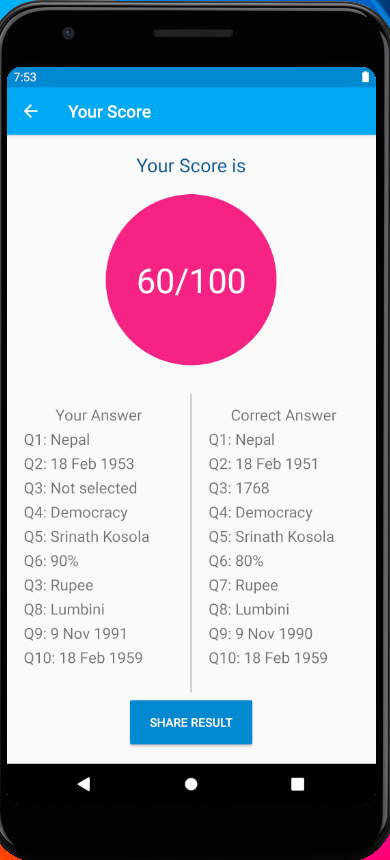 7:53
Your Score
Your Score is
60/100
Your Answer
Q1: Nepal
Q2: 18 Feb 1953
Q3: Not selected
Q4: Democracy
Q5: Srinath Kosola
Q6: 90%
Q3: Rupee
Q8: Lumbini
Q9: 9 Nov 1991
Q10: 18 Feb 1959
Correct Answer
Q1: Nepal
Q2: 18 Feb 1951
Q3: 1768
Q4: Democracy
Q5: Srinath Kosola
Q6: 80%
Q7: Rupee
Q8: Lumbini
Q9: 9 Nov 1990
Q10: 18 Feb 1959
SHARE RESULT